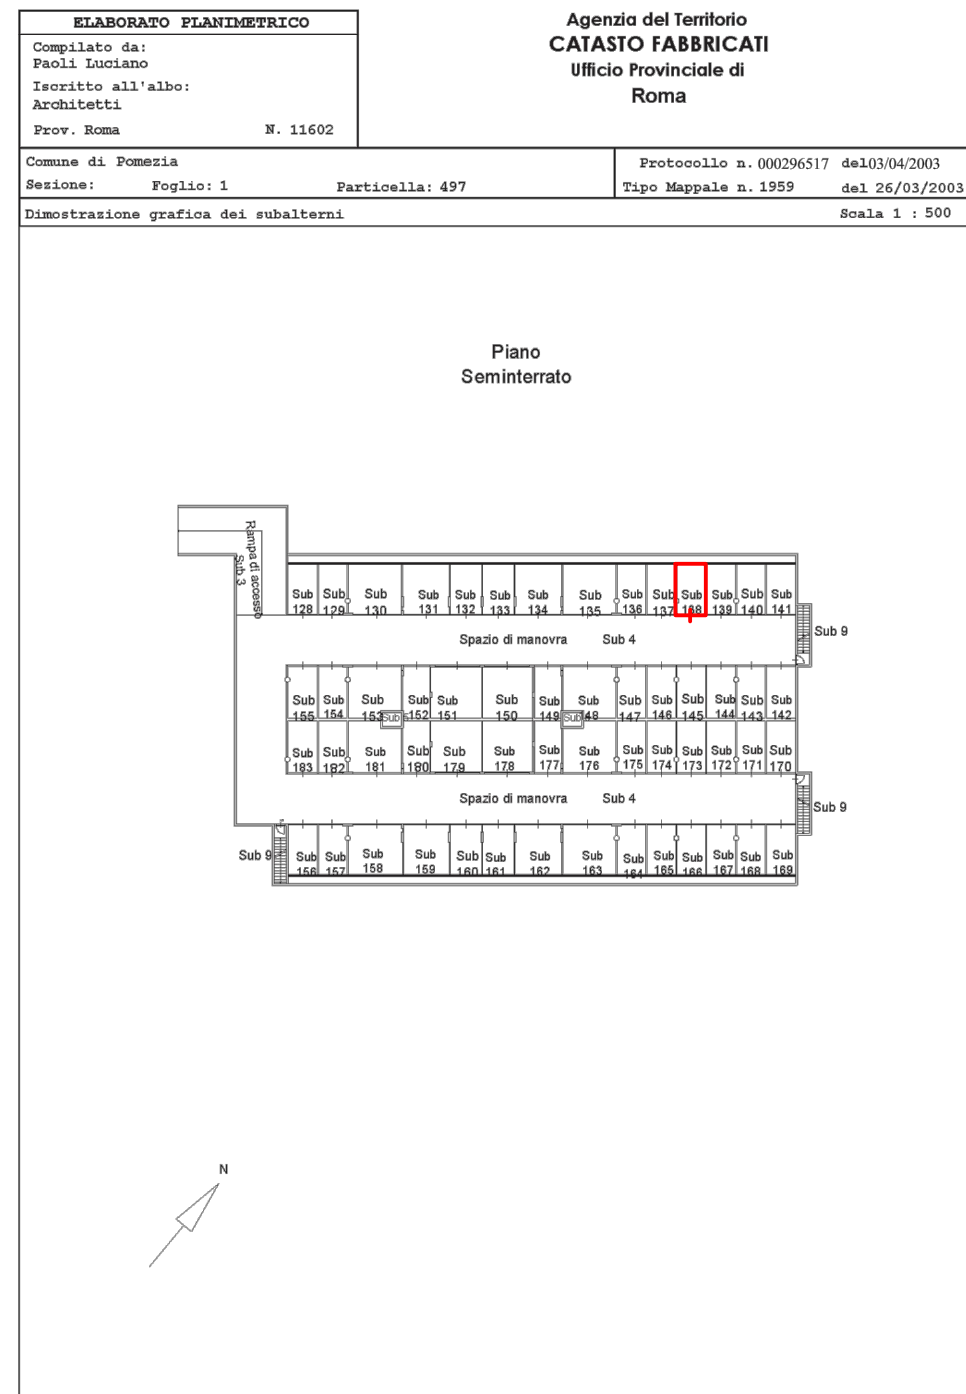 ELABORATO PLANIMETRICO
Compilato da:
Paoli Luciano
Iscritto all'albo:
Architetti
Prov. Roma N. 11602
Agenzia del Territorio
CATASTO FABBRICATI
Ufficio Provinciale di
Roma
Comune di Pomezia
Sezione: Foglio: 1 Particella: 497
Protocollo n. 000296517 del 03/04/2003
Tipo Mappale n. 1959 del 26/03/2003
Dimostrazione grafica dei subalterni Scala 1 : 500
Piano
Seminterrato
Rampa di accesso
Sub 3
Sub Sub Sub Sub Sub Sub Sub Sub Sub Sub Sub Sub Sub Sub
128 129 130 131 132 133 134 135 136 137 138 139 140 141
Spazio di manovra Sub 4
Sub 9
Sub Sub Sub Sub Sub Sub Sub Sub Sub Sub Sub Sub Sub Sub
155 154 153 152 151 150 149 148 147 146 145 144 143 142
Sub Sub
Sub Sub Sub Sub Sub Sub Sub Sub Sub Sub Sub Sub Sub Sub
183 182 181 180 179 178 177 176 175 174 173 172 171 170
Spazio di manovra Sub 4
Sub 9
Sub 9
Sub Sub Sub Sub Sub Sub Sub Sub Sub Sub Sub Sub Sub Sub
156 157 158 159 160 161 162 163 164 165 166 167 168 169
N